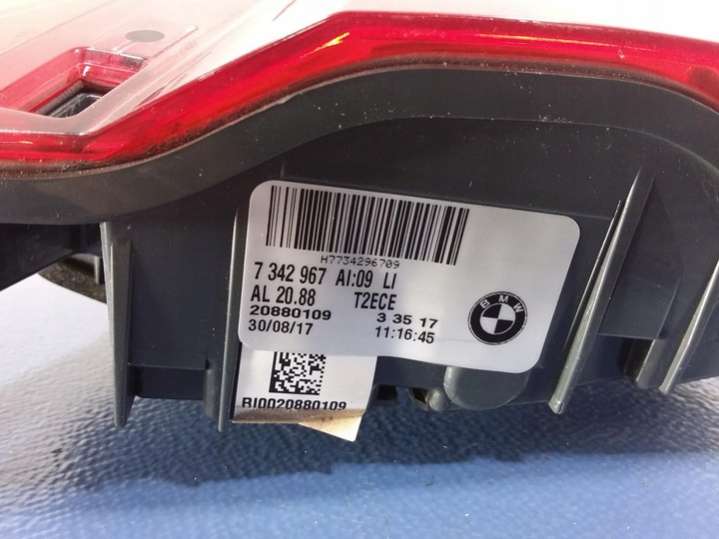 H7734296709
7 342 967 AI:09 LI
AL 20.88 T2ECE
20880109 3 35 17
30/08/17 11:16:45
BMW
RI0020880109